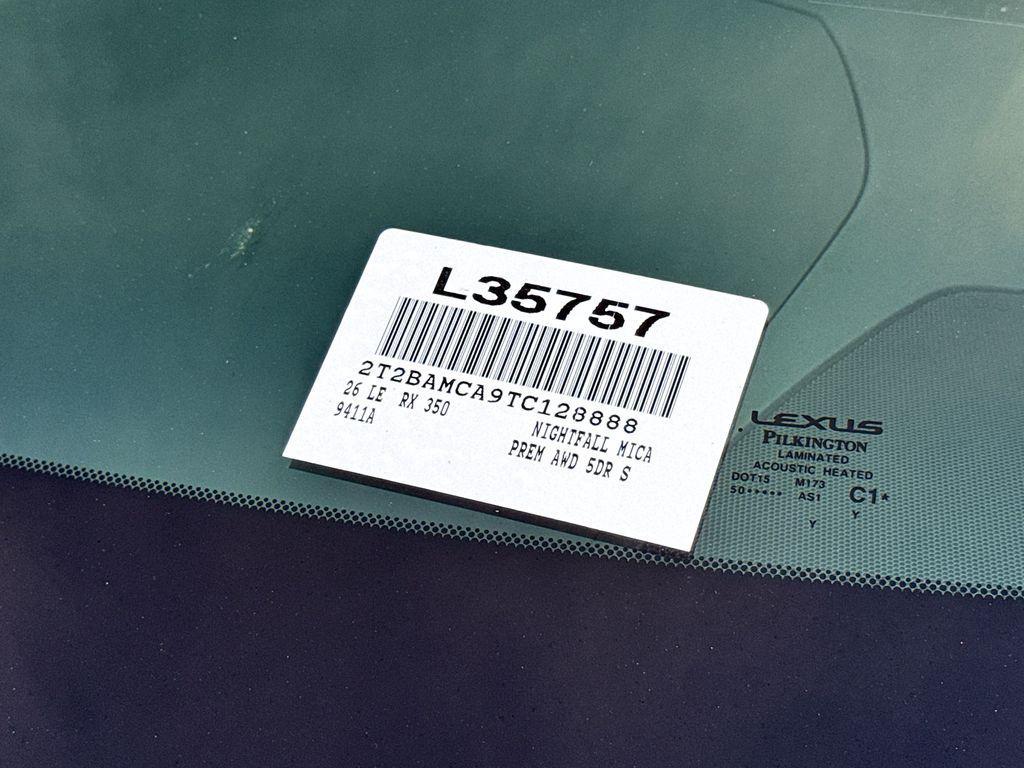 L35757
2T2BAMCA9TC128888
26 LE RX 350
NIGHTFALL MICA
9411A
PREM AWD 5DR S
LEXUS
PILKINGTON
LAMINATED
ACOUSTIC HEATED
DOT15 M173
50****** AS1 C1*
Y Y